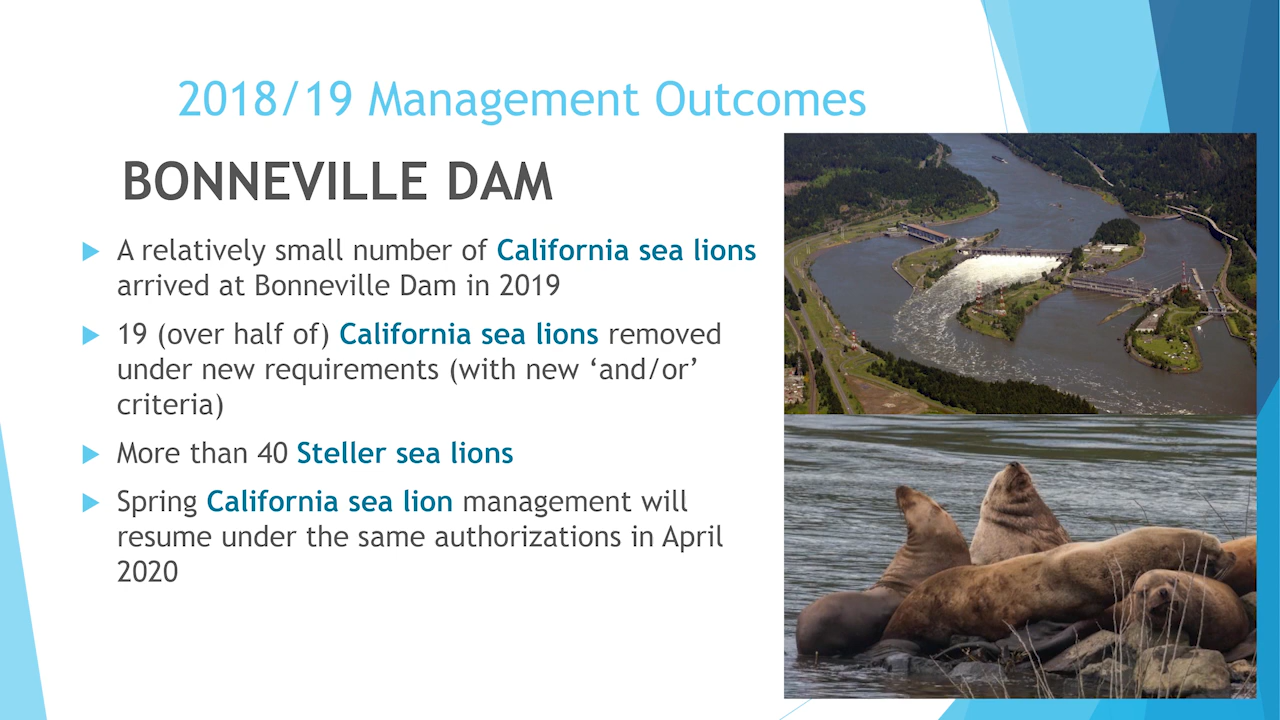 2018/19 Management Outcomes
BONNEVILLE DAM
A relatively small number of California sea lions
arrived at Bonneville Dam in 2019
19 (over half of) California sea lions removed
under new requirements (with new ‘and/or’
criteria)
More than 40 Steller sea lions
Spring California sea lion management will
resume under the same authorizations in April
2020